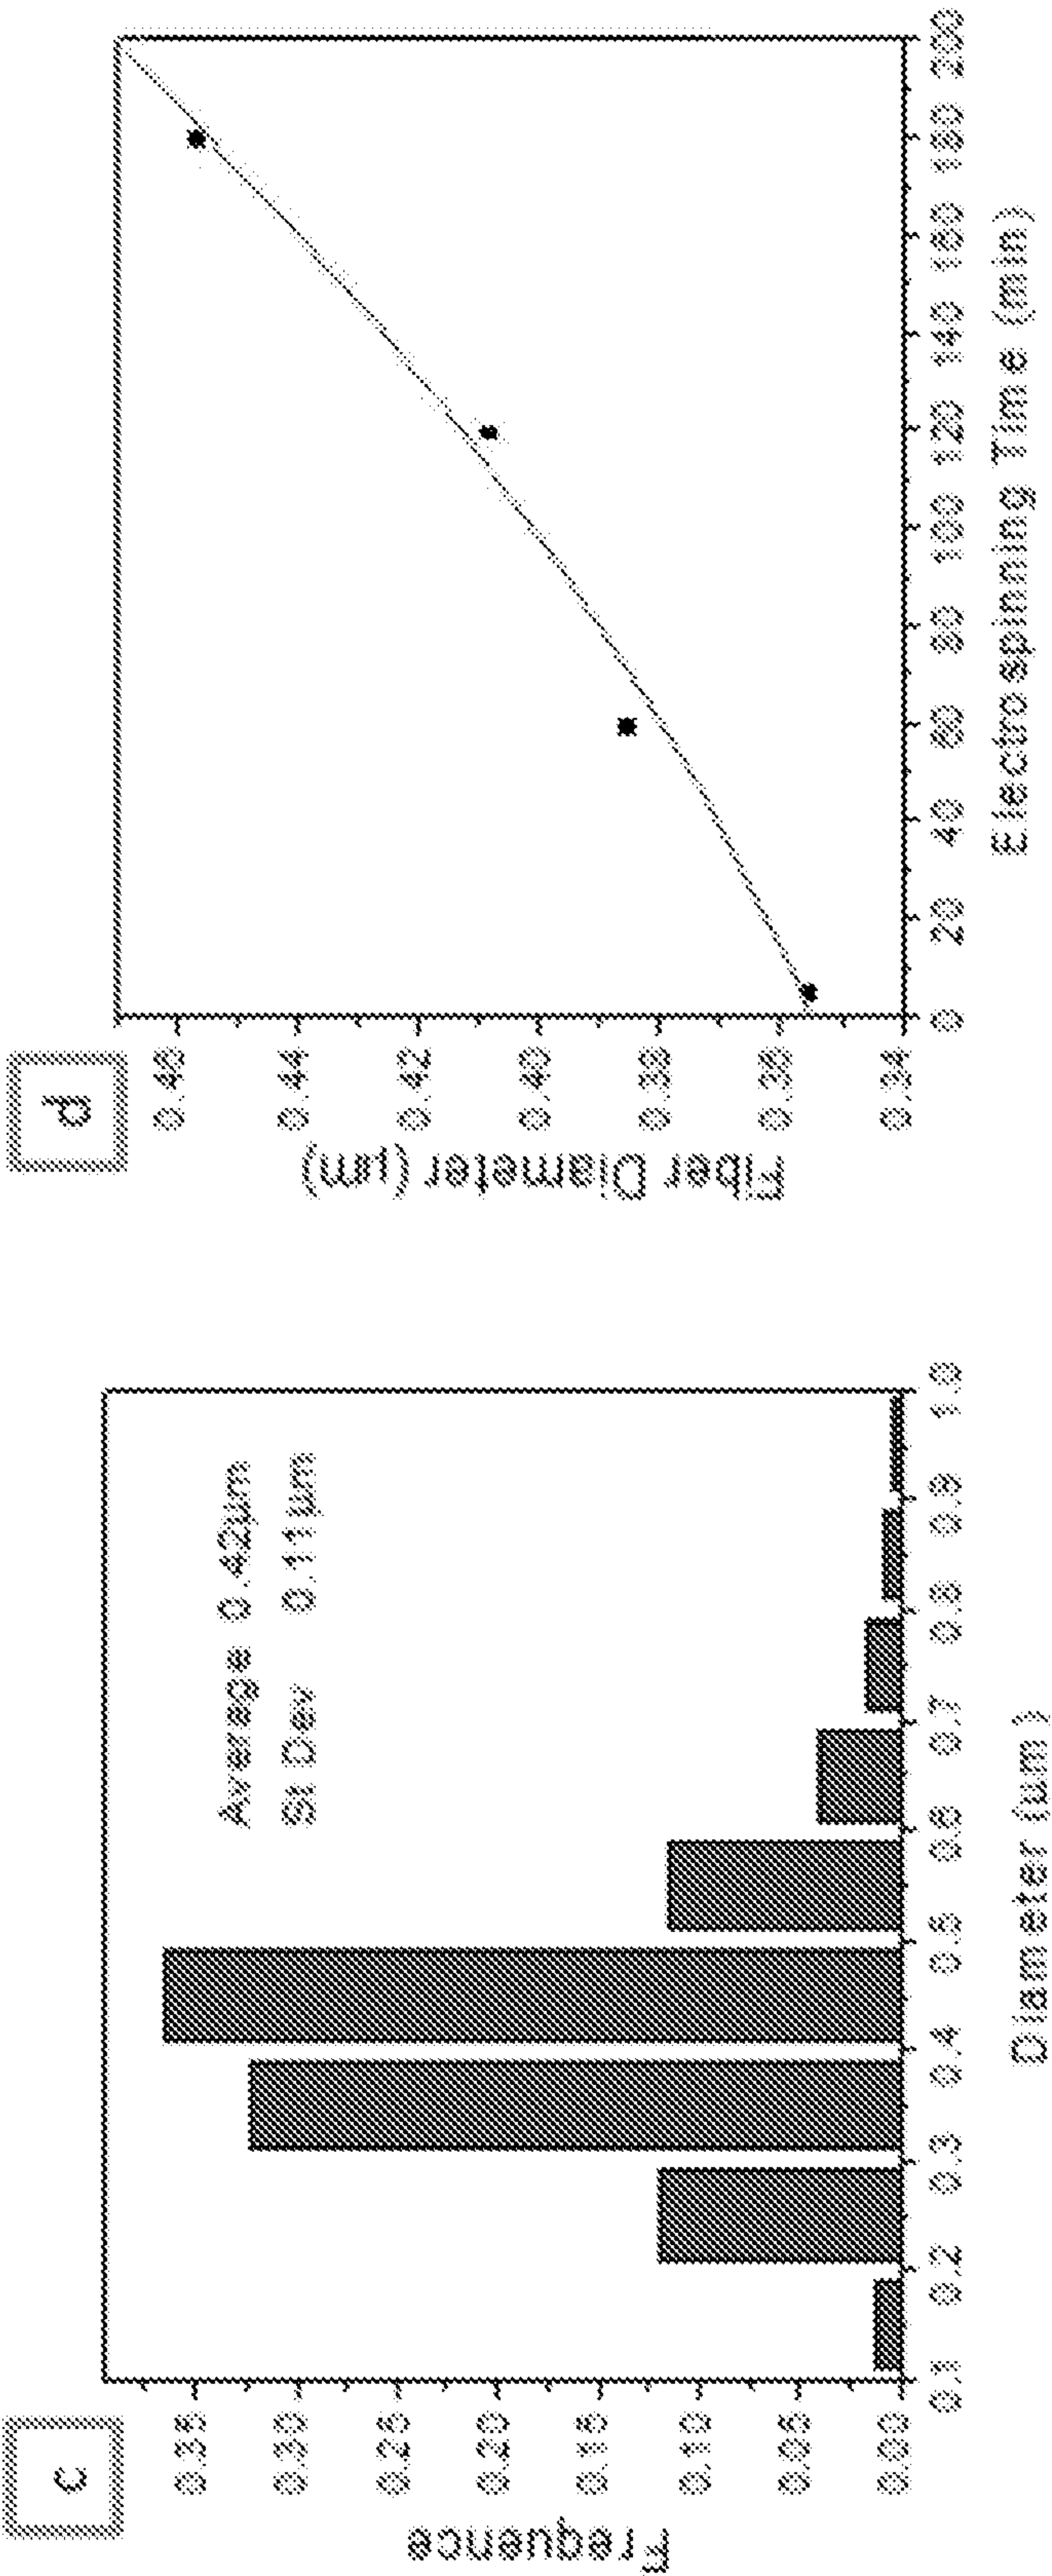 c
Frequence
0.35
0.30
0.25
0.20
0.15
0.10
0.05
0.00
Average 0.42µm
St Dev 0.11µm
0.1 0.2 0.3 0.4 0.5 0.6 0.7 0.8 0.9 1.0
Diameter (µm)
d
Fiber Diameter (µm)
0.46
0.44
0.42
0.40
0.38
0.36
0.34
0 20 40 60 80 100 120 140 160 180 200
Electrospinning Time (min)